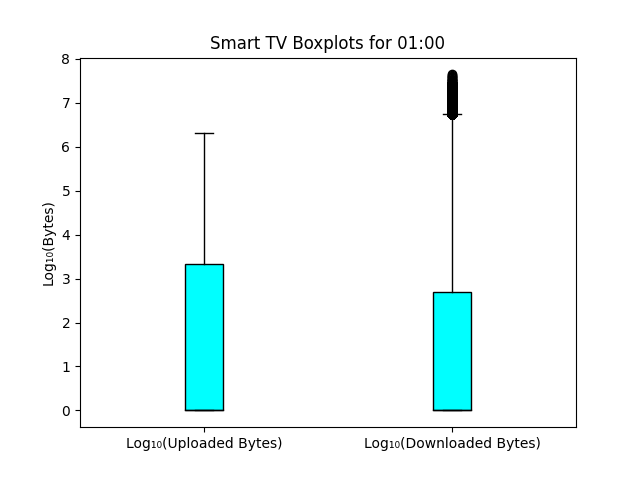 Smart TV Boxplots for 01:00
8
7
6
5
4
3
2
1
0
Log₁₀(Bytes)
Log₁₀(Uploaded Bytes)
Log₁₀(Downloaded Bytes)